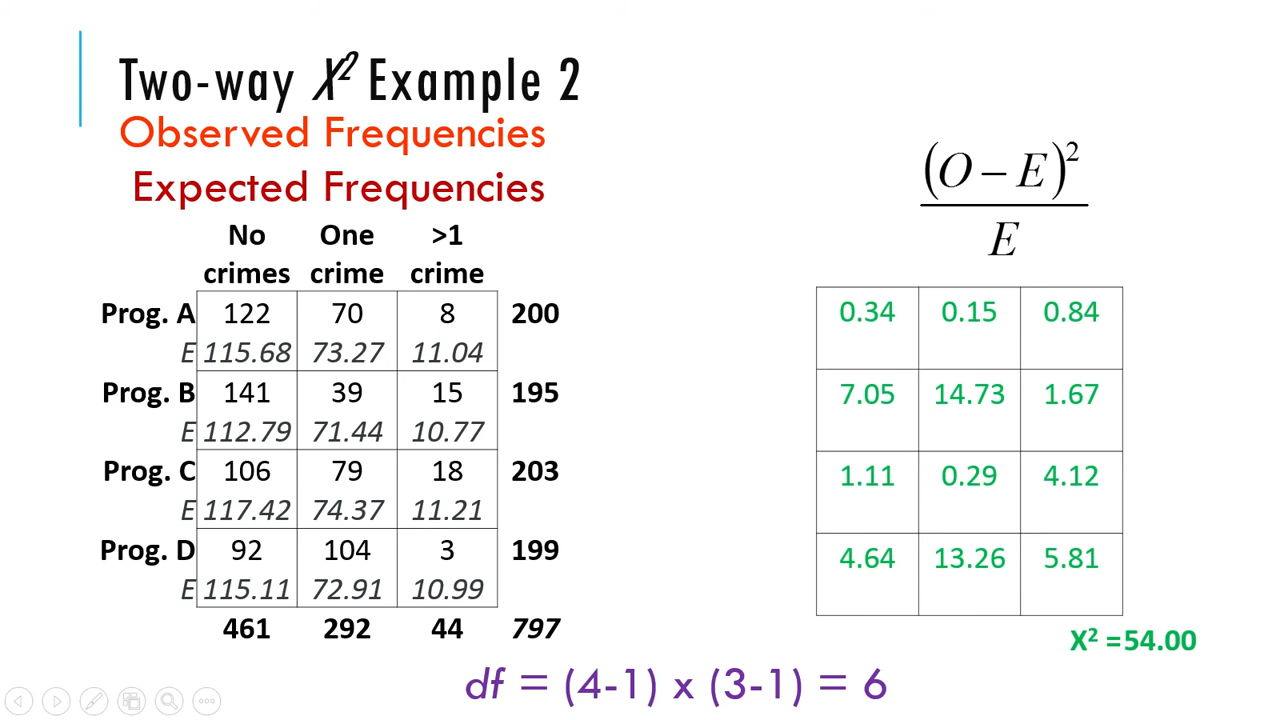 Two-way X² Example 2
Observed Frequencies
Expected Frequencies
No crimes One crime >1 crime
Prog. A 122 70 8 200
E 115.68 73.27 11.04
Prog. B 141 39 15 195
E 112.79 71.44 10.77
Prog. C 106 79 18 203
E 117.42 74.37 11.21
Prog. D 92 104 3 199
E 115.11 72.91 10.99
461 292 44 797
(O – E)²
E
0.34 0.15 0.84
7.05 14.73 1.67
1.11 0.29 4.12
4.64 13.26 5.81
X² =54.00
df = (4-1) x (3-1) = 6